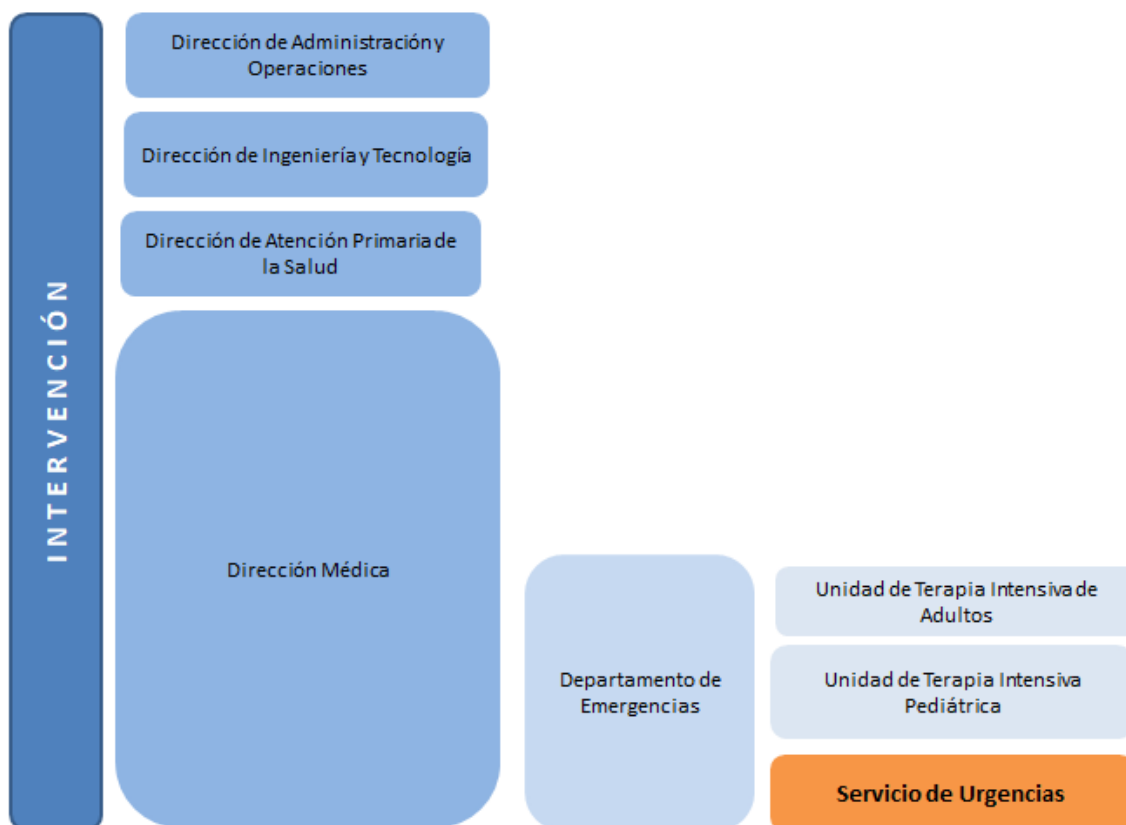 INTERVENCIÓN
Dirección de Administración y
Operaciones
Dirección de Ingeniería y Tecnología
Dirección de Atención Primaria de
la Salud
Dirección Médica
Departamento de
Emergencias
Unidad de Terapia Intensiva de
Adultos
Unidad de Terapia Intensiva
Pediátrica
Servicio de Urgencias